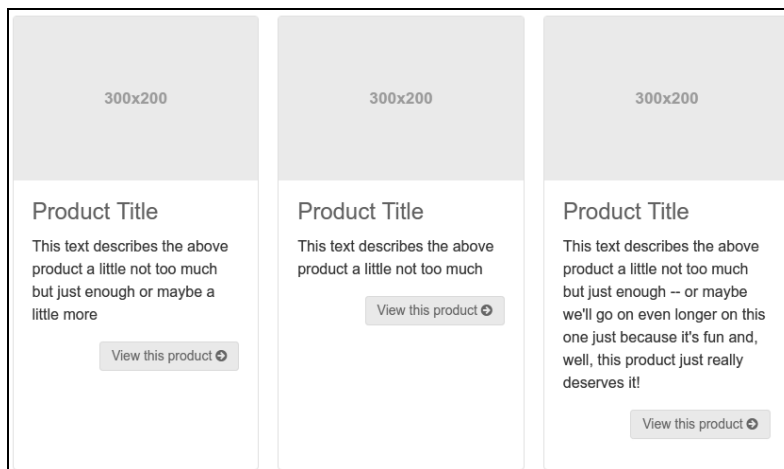 300x200
Product Title
This text describes the above
product a little not too much
but just enough or maybe a
little more
View this product
300x200
Product Title
This text describes the above
product a little not too much
View this product
300x200
Product Title
This text describes the above
product a little not too much
but just enough -- or maybe
we'll go on even longer on this
one just because it's fun and,
well, this product just really
deserves it!
View this product